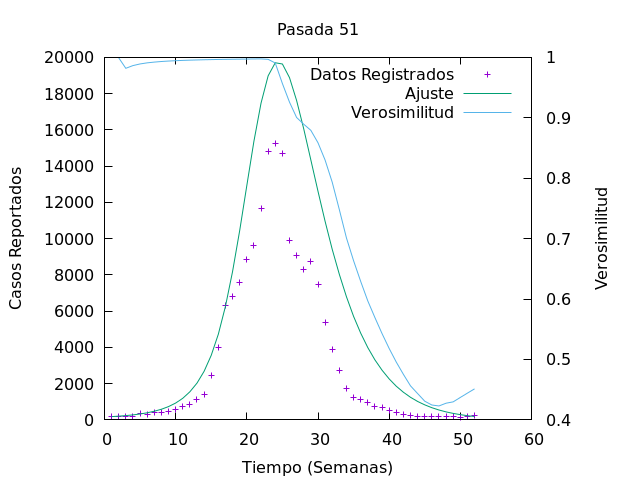 Pasada 51
20000
18000
16000
14000
12000
10000
8000
6000
4000
2000
0
1
0.9
0.8
0.7
0.6
0.5
0.4
Datos Registrados
Ajuste
Verosimilitud
Casos Reportados
Verosimilitud
0 10 20 30 40 50 60
Tiempo (Semanas)